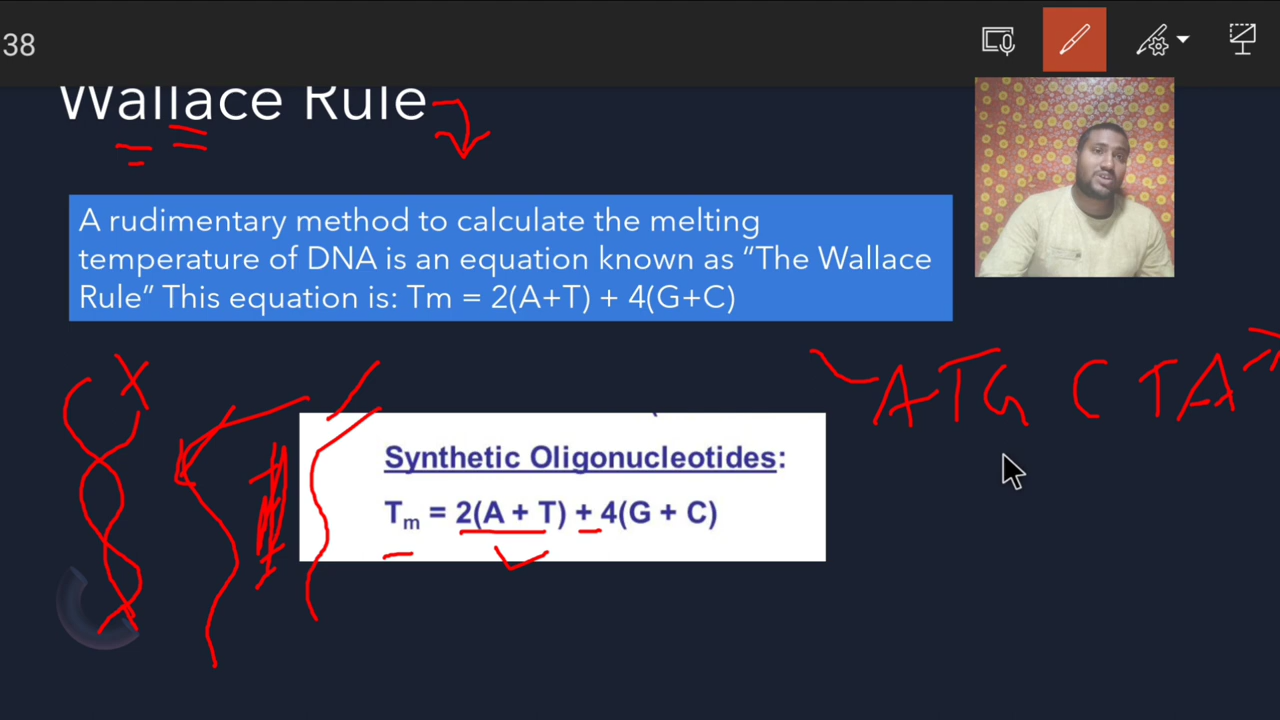 38
Wallace Rule
A rudimentary method to calculate the melting
temperature of DNA is an equation known as “The Wallace
Rule” This equation is: Tm = 2(A+T) + 4(G+C)
ATG CTA
Synthetic Oligonucleotides:
Tm = 2(A + T) + 4(G + C)